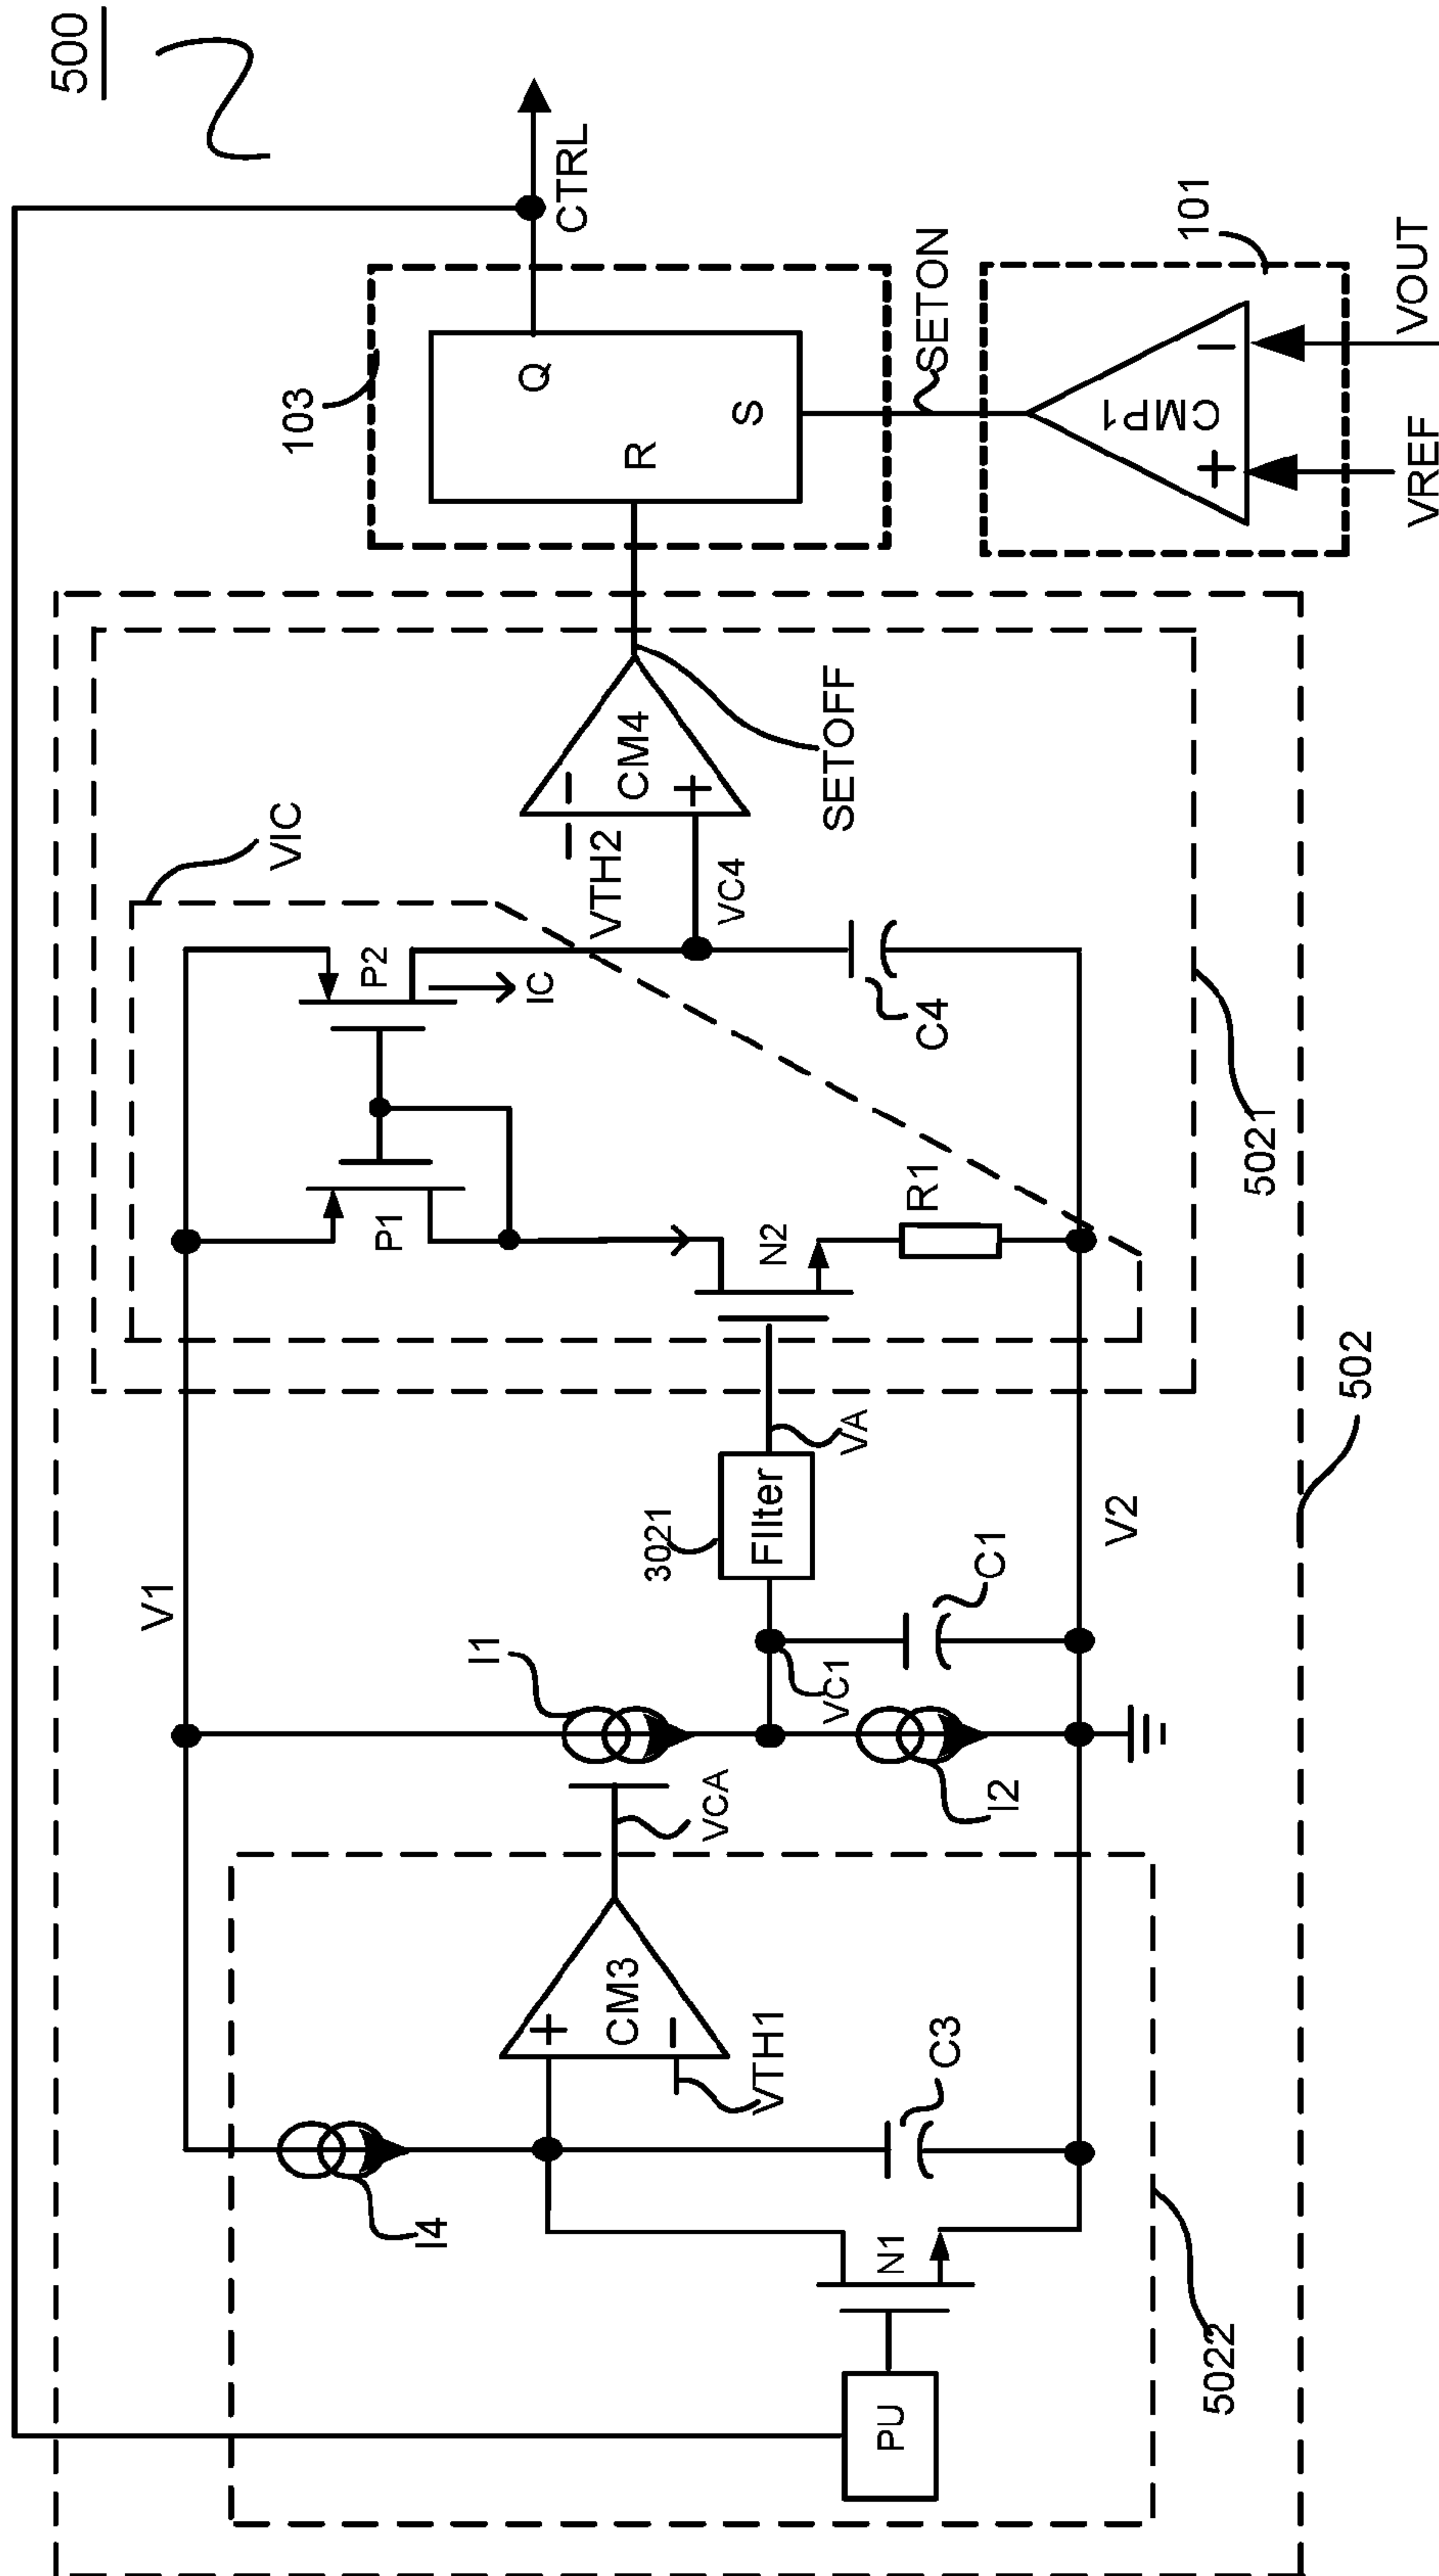 500
CTRL
103
Q
R
S
SETON
101
CMP1
+
−
VREF
VOUT
VIC
P2
IC
VTH2
VC4
−
CM4
+
SETOFF
C4
5021
P1
N2
R1
VA
3021
FIlter
V1
V2
502
I1
VC1
C1
I2
VCA
+
CM3
−
VTH1
C3
I4
N1
PU
5022